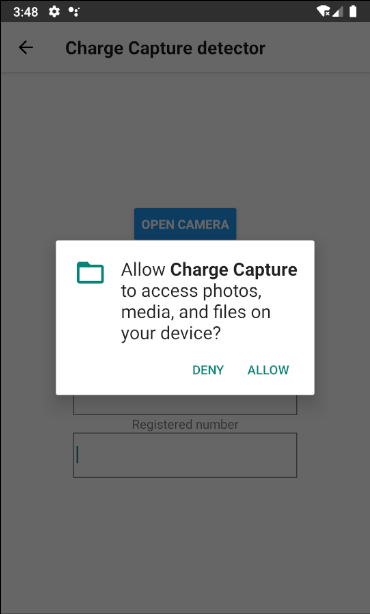 3:48
Charge Capture detector
OPEN CAMERA
Allow Charge Capture
to access photos,
media, and files on
your device?
DENY ALLOW
Registered number